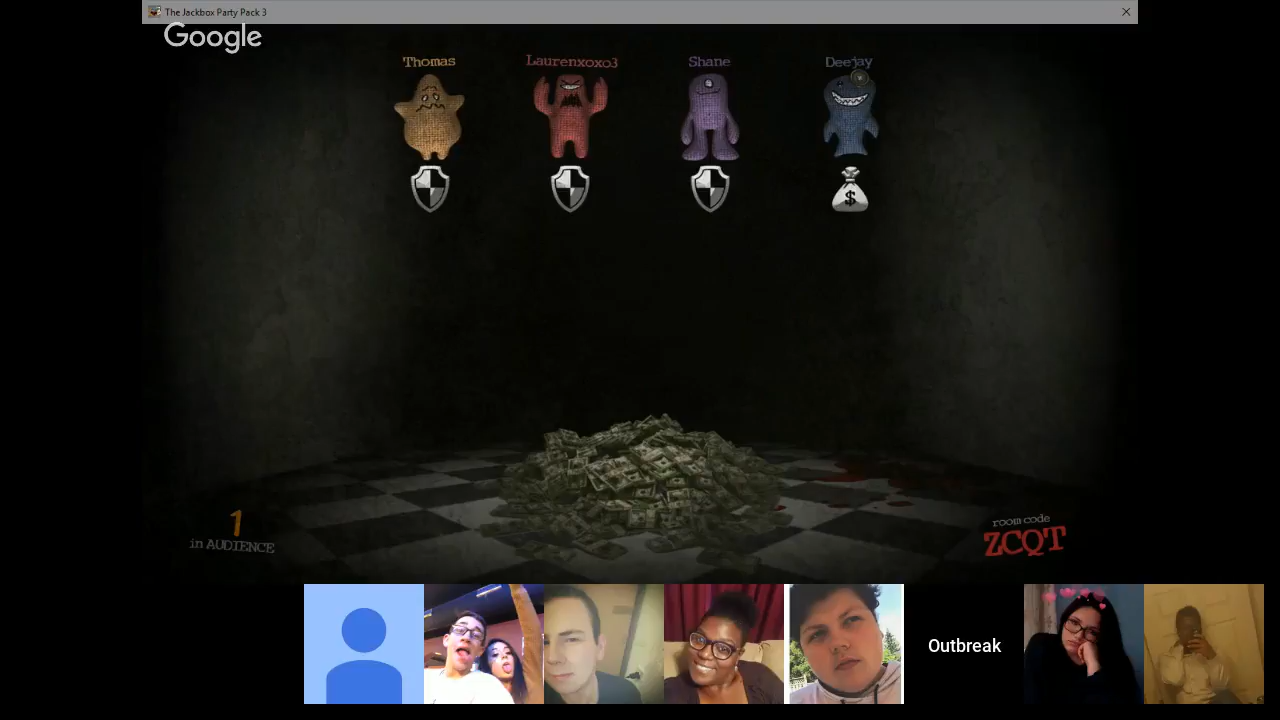 The Jackbox Party Pack 3
Google
Thomas
Laurenxoxo3
Shane
Deejay
$
1
in AUDIENCE
room code
ZCQT
Outbreak